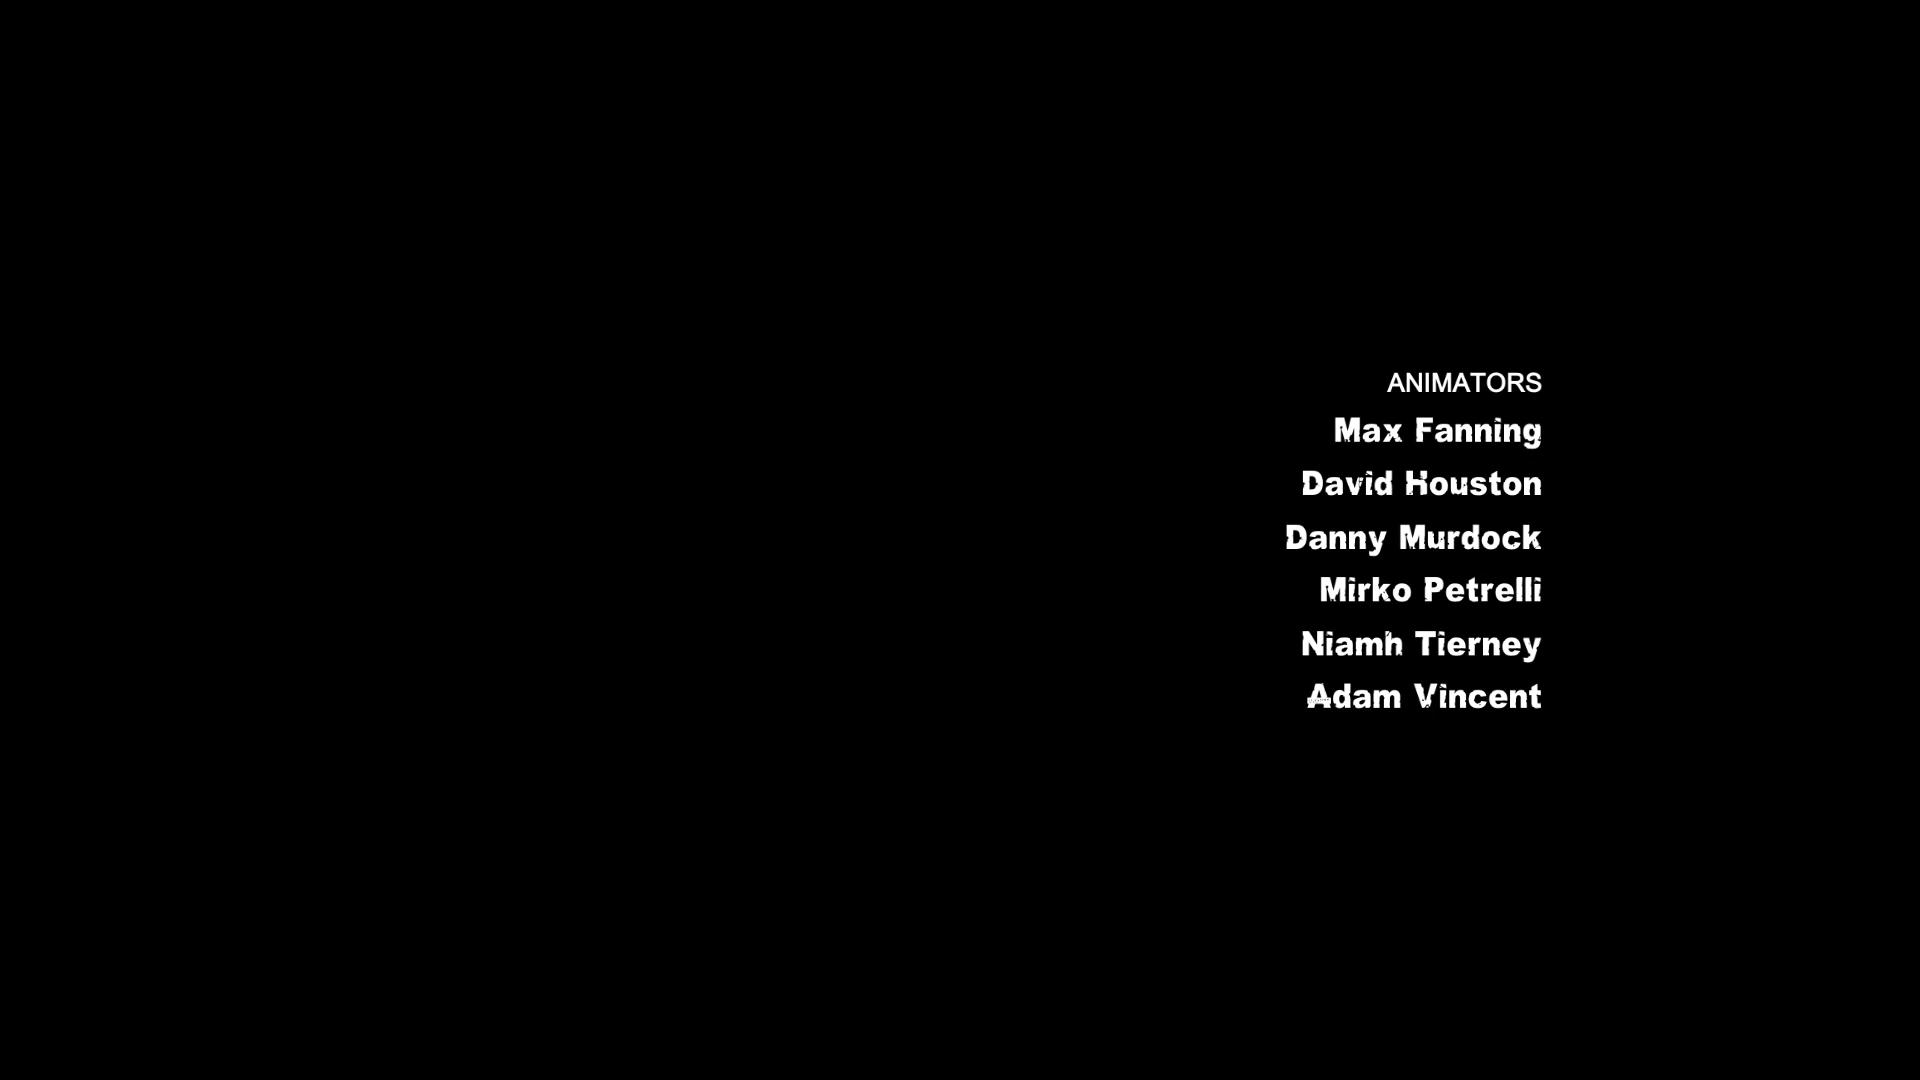 ANIMATORS
Max Fanning
David Houston
Danny Murdock
Mirko Petrelli
Niamh Tierney
Adam Vincent